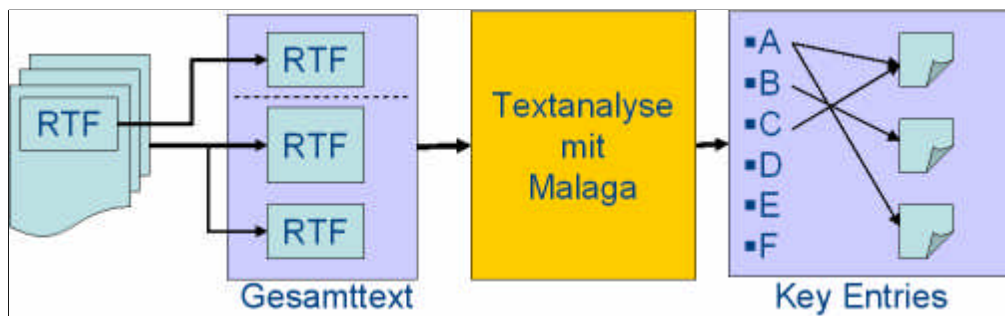 RTF
RTF
RTF
RTF
Gesamttext
Textanalyse
mit
Malaga
▪A
▪B
▪C
▪D
▪E
▪F
Key Entries